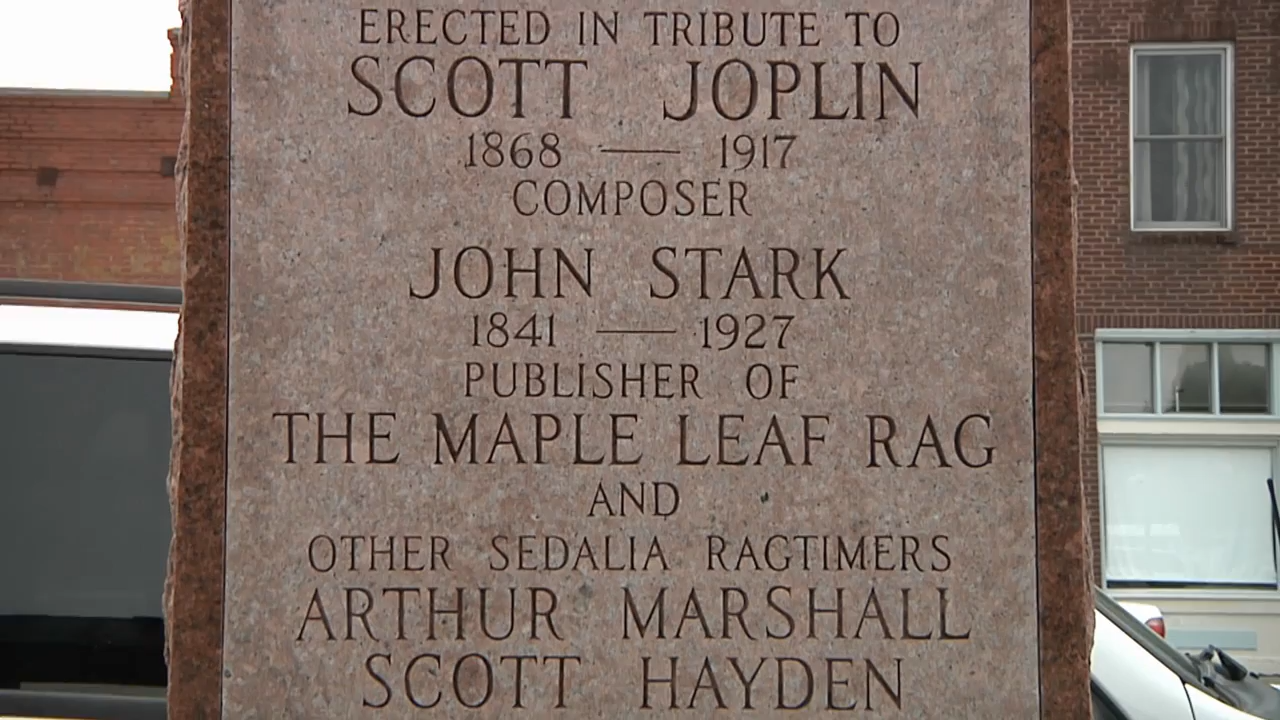 ERECTED IN TRIBUTE TO
SCOTT JOPLIN
1868 — 1917
COMPOSER
JOHN STARK
1841 — 1927
PUBLISHER OF
THE MAPLE LEAF RAG
AND
OTHER SEDALIA RAGTIMERS
ARTHUR MARSHALL
SCOTT HAYDEN